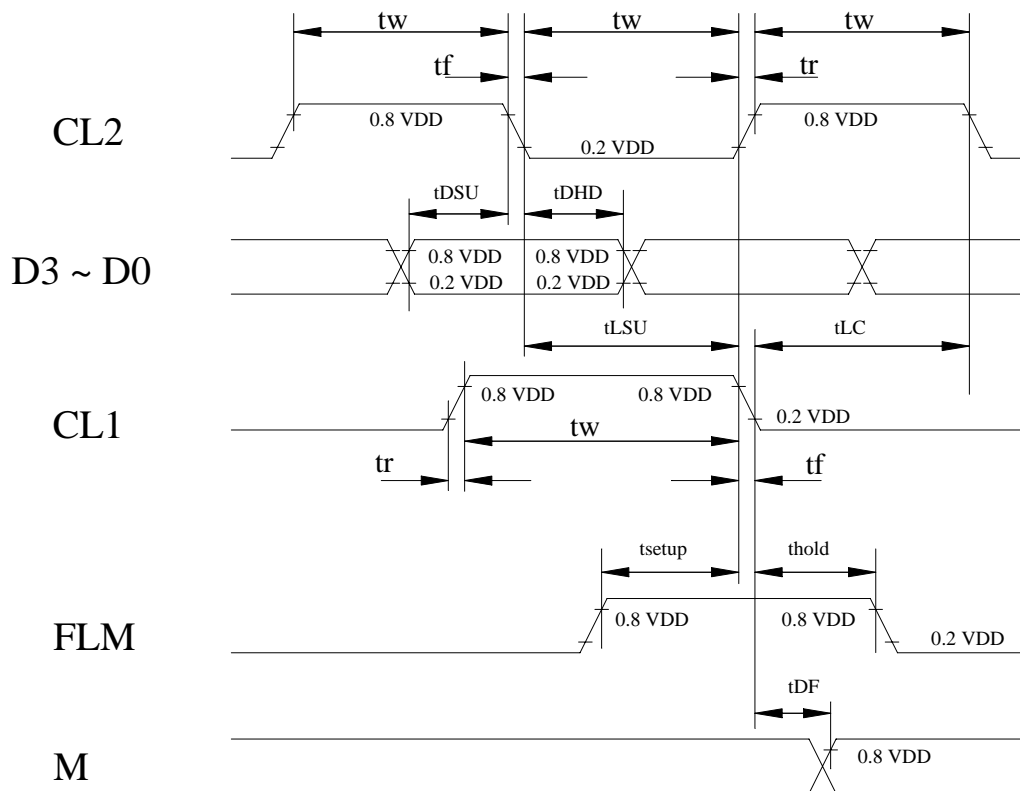 tw tw tw
tf tr
CL2 0.8 VDD 0.2 VDD 0.8 VDD
tDSU tDHD
D3 ~ D0 0.8 VDD 0.8 VDD
0.2 VDD 0.2 VDD
tLSU tLC
CL1 0.8 VDD 0.8 VDD 0.2 VDD
tw
tr tf
tsetup thold
FLM 0.8 VDD 0.8 VDD 0.2 VDD
tDF
M 0.8 VDD